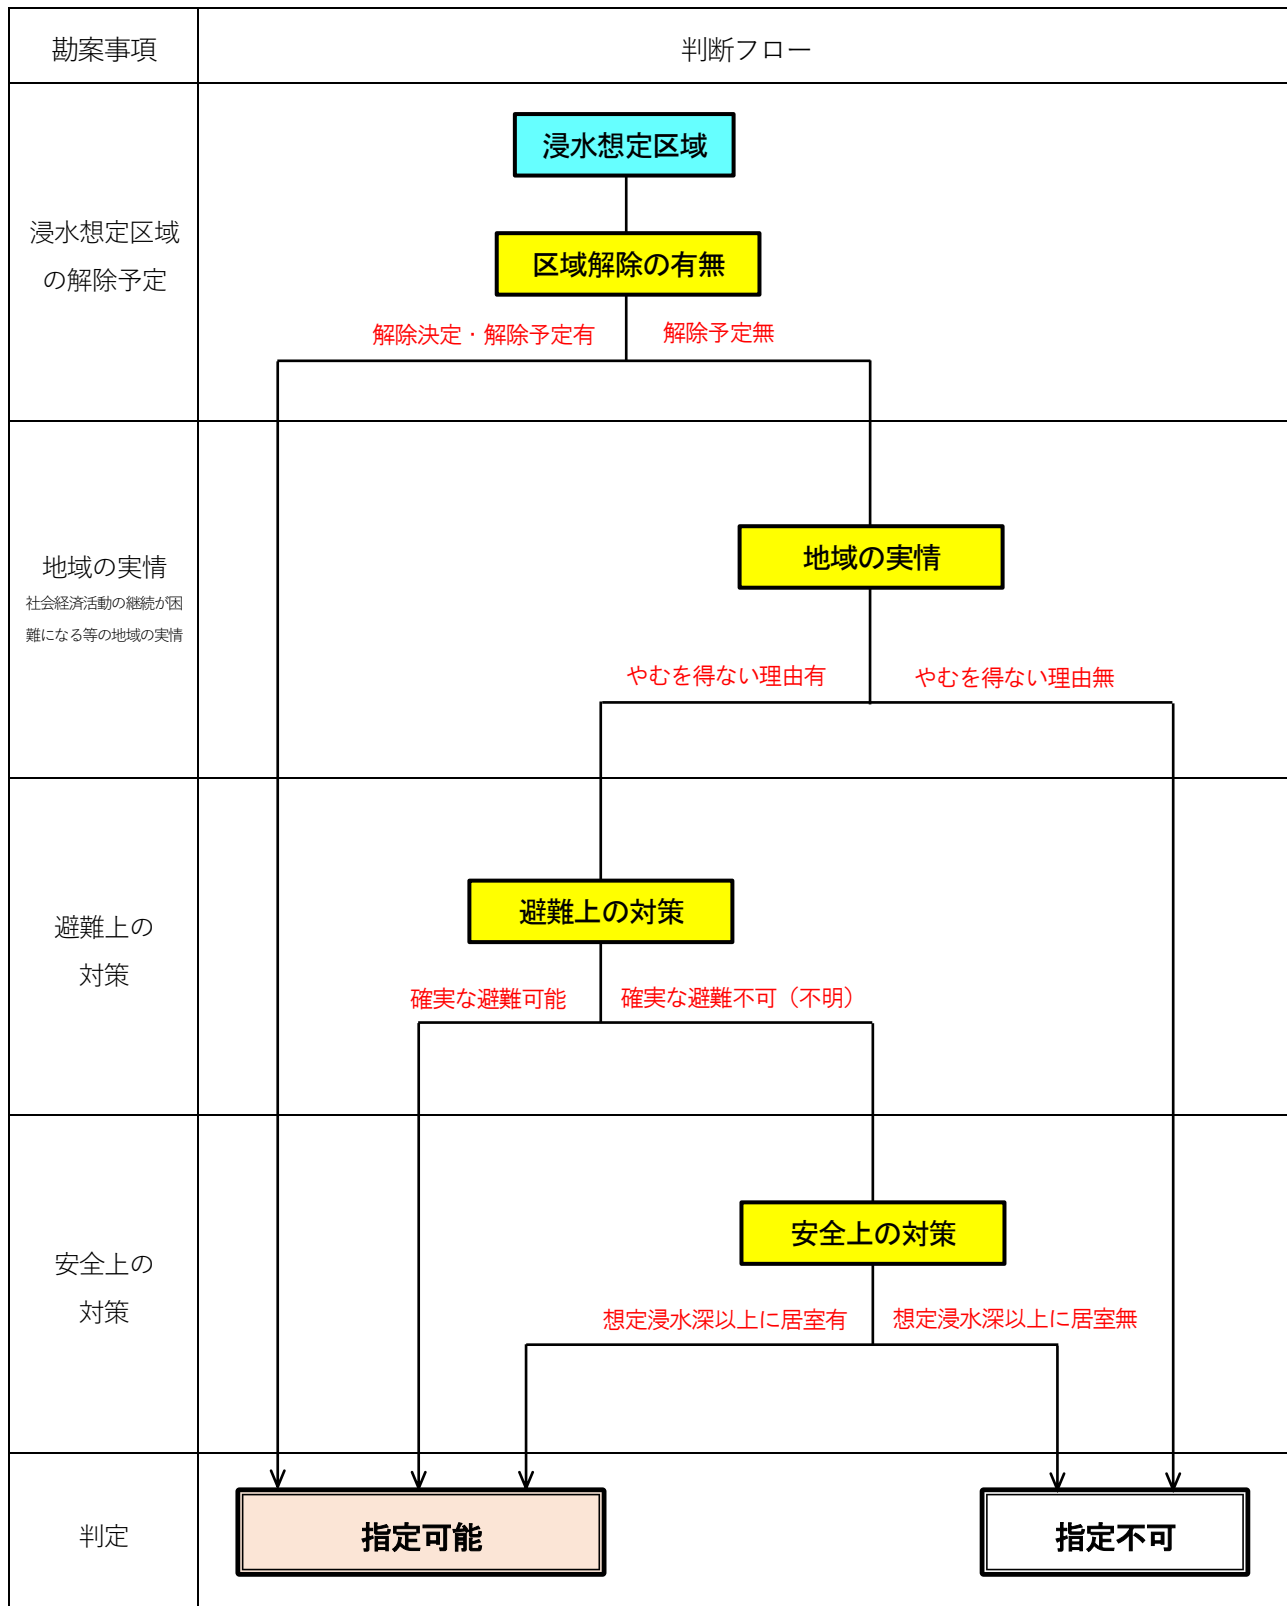 勘案事項
判断フロー
浸水想定区域
の解除予定
浸水想定区域
区域解除の有無
解除決定・解除予定有
解除予定無
地域の実情
社会経済活動の継続が困
難になる等の地域の実情
地域の実情
やむを得ない理由有
やむを得ない理由無
避難上の
対策
避難上の対策
確実な避難可能
確実な避難不可（不明）
安全上の
対策
安全上の対策
想定浸水深以上に居室有
想定浸水深以上に居室無
判定
指定可能
指定不可